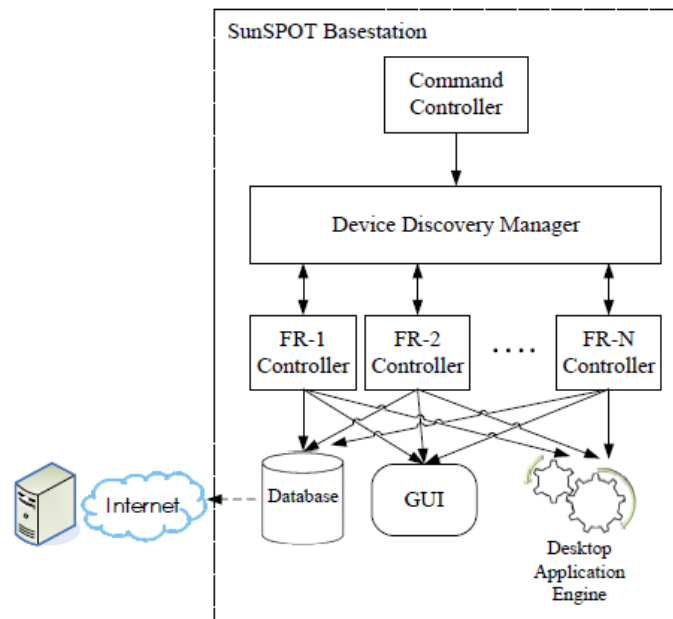 SunSPOT Basestation
Command
Controller
Device Discovery Manager
FR-1
Controller
FR-2
Controller
....
FR-N
Controller
Internet
Database
GUI
Desktop
Application
Engine